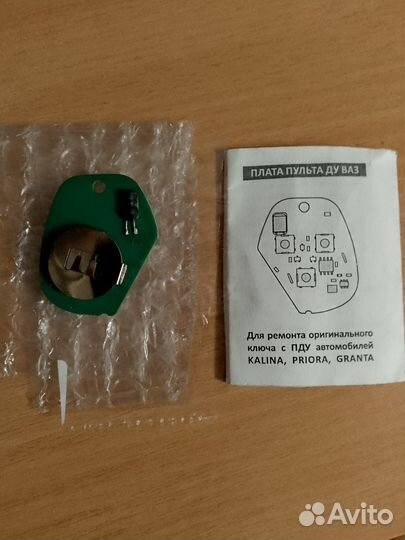 ПЛАТА ПУЛЬТА ДУ ВАЗ
Для ремонта оригинального
ключа с ПДУ автомобилей
KALINA, PRIORA, GRANTA
Avito